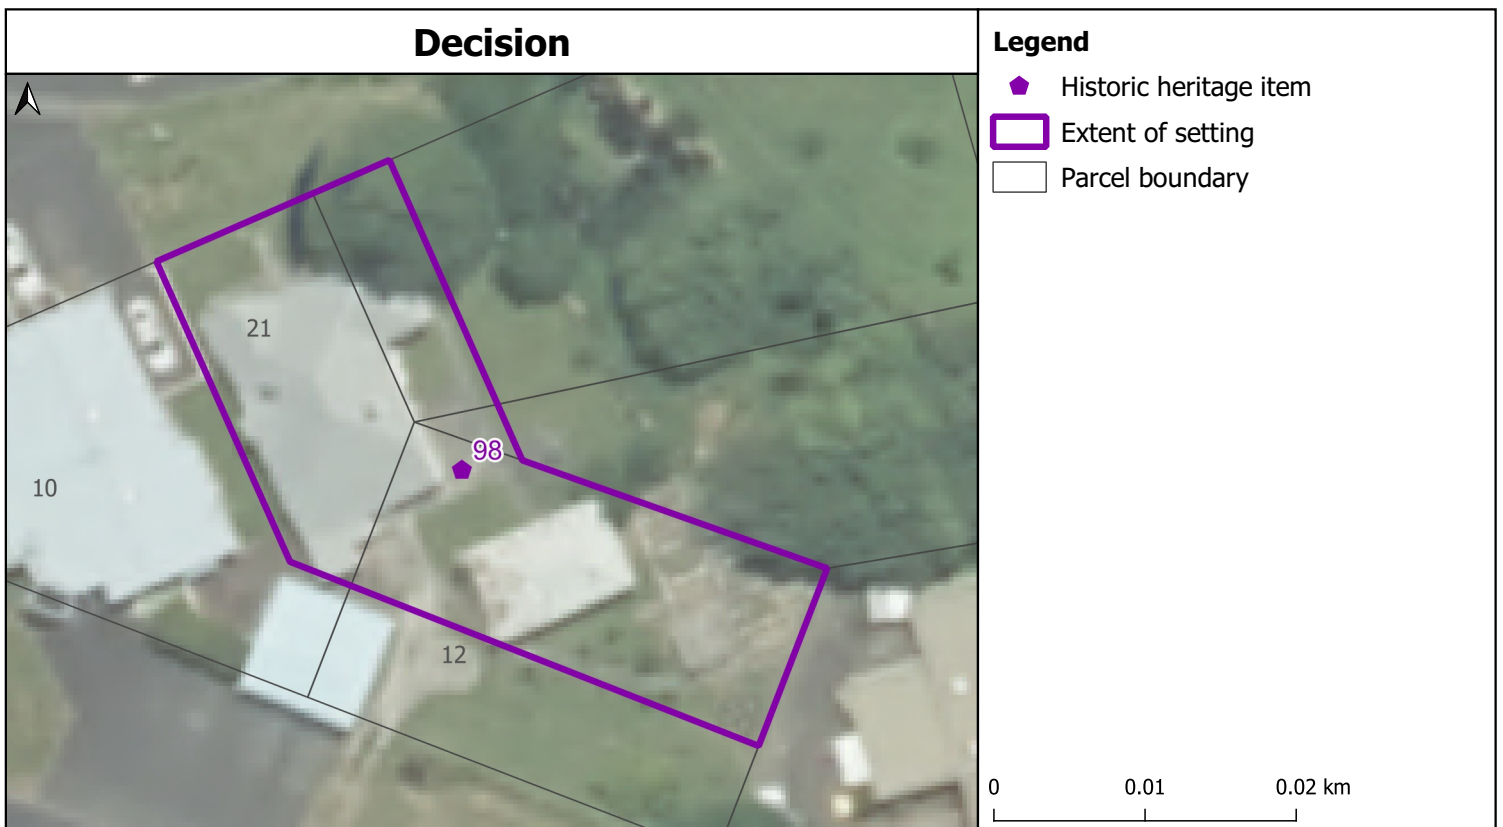 Decision
Legend
Historic heritage item
Extent of setting
Parcel boundary
21
98
10
12
0 0.01 0.02 km